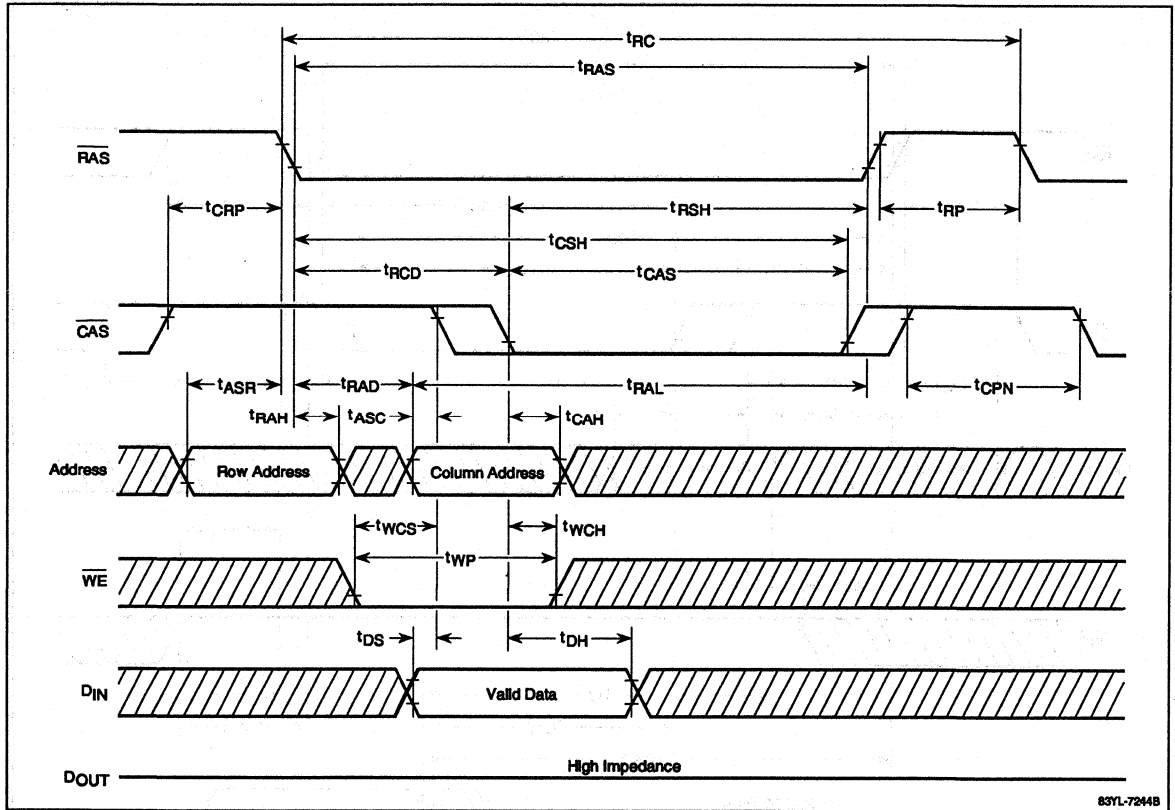 tRC
tRAS
RAS
tCRP
tRSH
tRP
tCSH
tRCD
tCAS
CAS
tASR
tRAD
tRAL
tCPN
tRAH
tASC
tCAH
Address
Row Address
Column Address
tWCS
tWCH
tWP
WE
tDS
tDH
DIN
Valid Data
High Impedance
DOUT
83YL-7244B